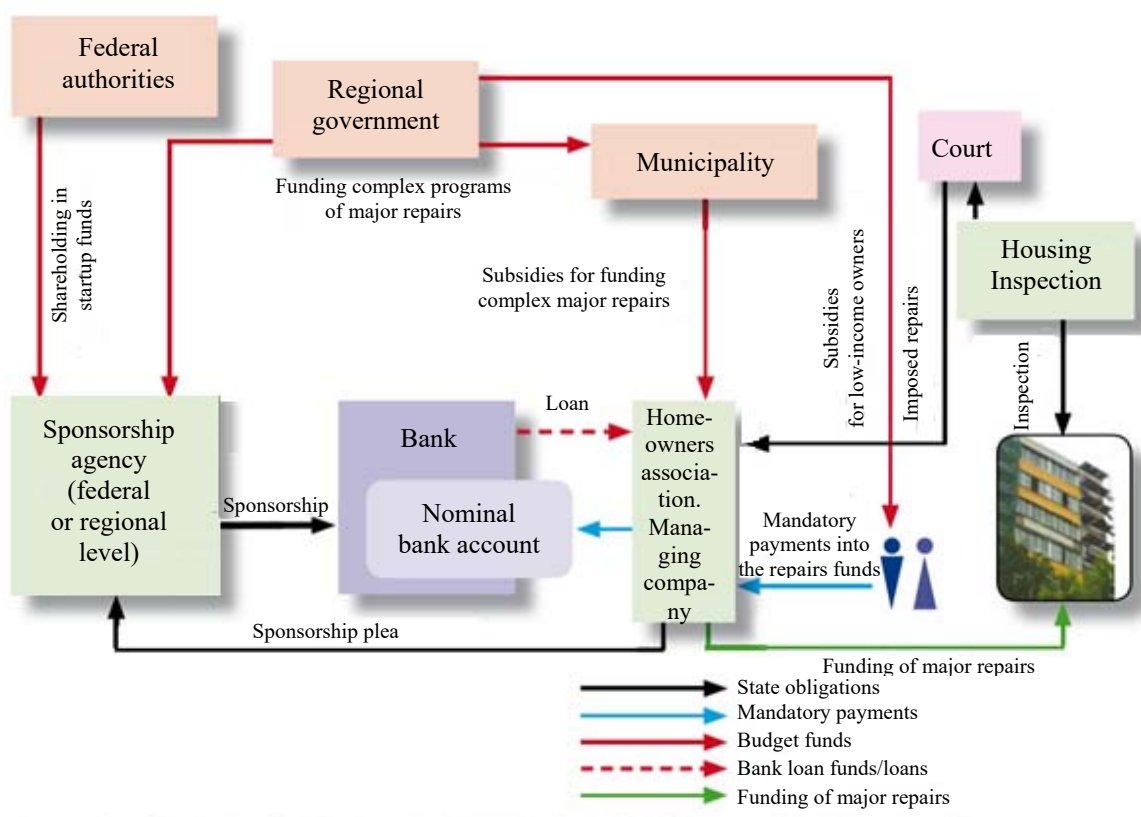 Federal
authorities
Regional
government
Municipality
Court
Housing
Inspection
Funding complex programs
of major repairs
Shareholding in
startup funds
Subsidies for funding
complex major repairs
Subsidies
for low-income owners
Imposed repairs
Inspection
Sponsorship
agency
(federal
or regional
level)
Sponsorship
Bank
Nominal
bank account
Loan
Home-
owners
associa-
tion.
Mana-
ging
compa-
ny
Mandatory
payments into
the repairs funds
Sponsorship plea
Funding of major repairs
State obligations
Mandatory payments
Budget funds
Bank loan funds/loans
Funding of major repairs